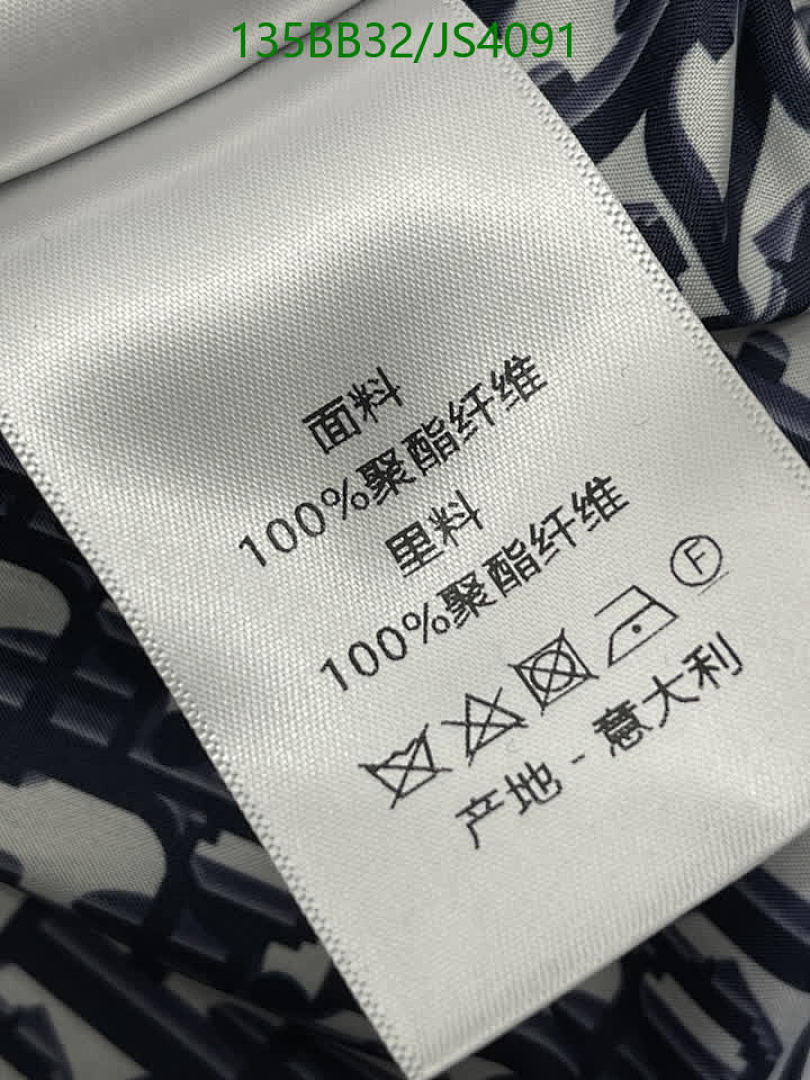 135BB32/JS4091
面料
100%聚酯纤维
里料
100%聚酯纤维
F
产地 - 意大利